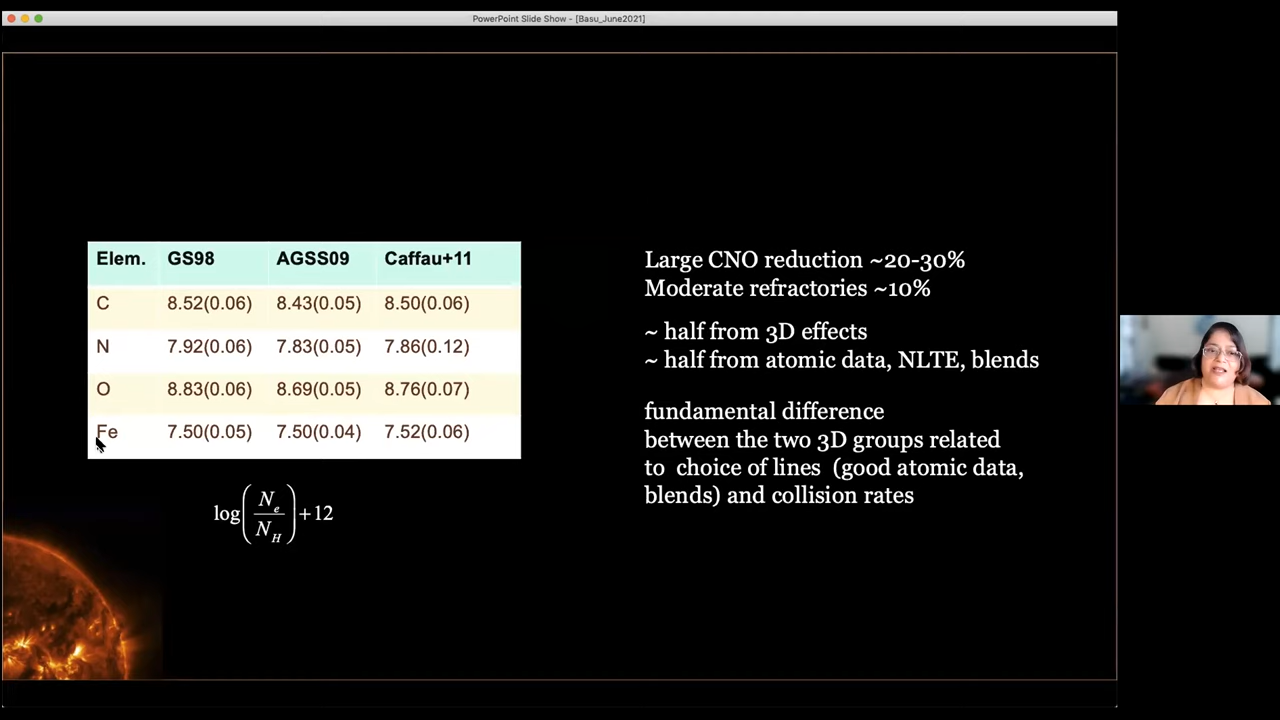 PowerPoint Slide Show - [Basu_June2021]
Elem. GS98 AGSS09 Caffau+11
C 8.52(0.06) 8.43(0.05) 8.50(0.06)
N 7.92(0.06) 7.83(0.05) 7.86(0.12)
O 8.83(0.06) 8.69(0.05) 8.76(0.07)
Fe 7.50(0.05) 7.50(0.04) 7.52(0.06)
log(N_e/N_H)+12
Large CNO reduction ~20-30%
Moderate refractories ~10%
~ half from 3D effects
~ half from atomic data, NLTE, blends
fundamental difference
between the two 3D groups related
to choice of lines (good atomic data,
blends) and collision rates